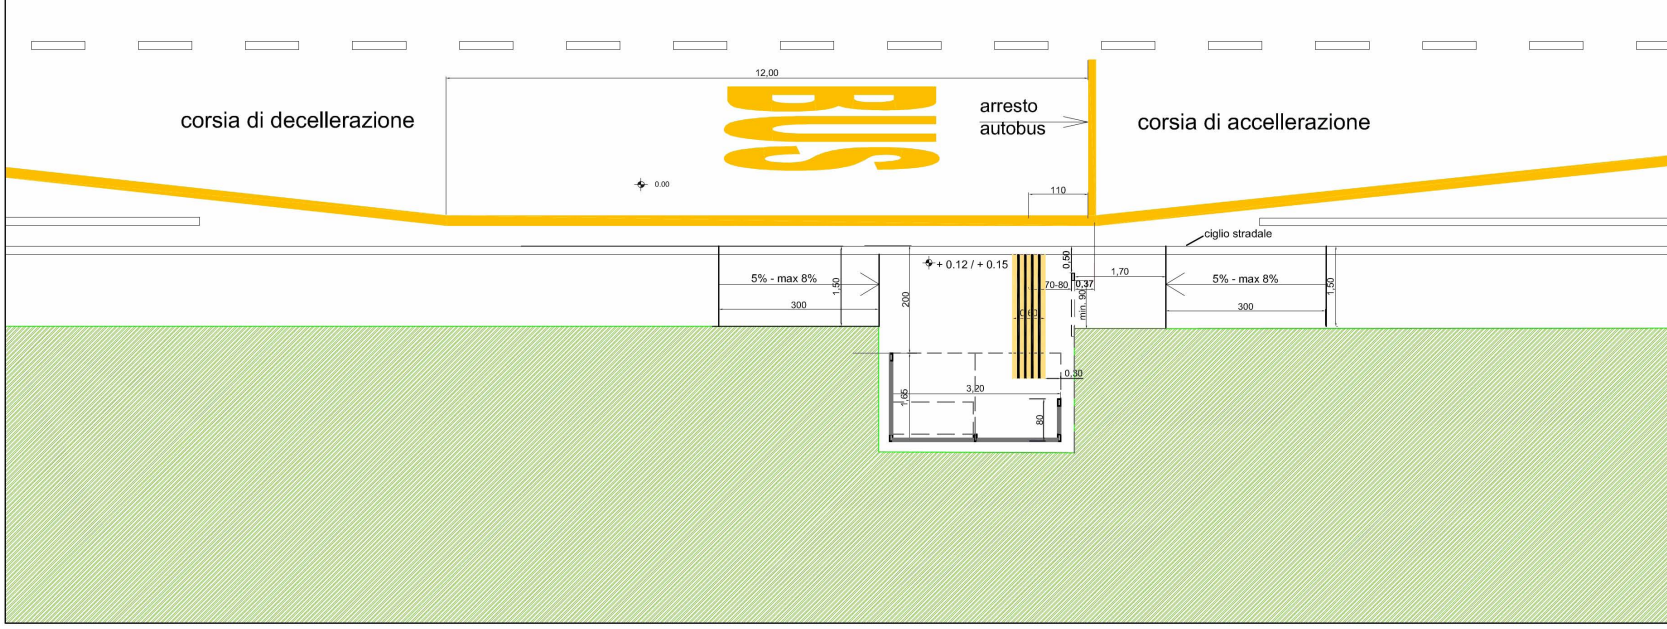 12,00
BUS
arresto
autobus
corsia di decellerazione
corsia di accellerazione
0.00
110
ciglio stradale
+ 0.12 / + 0.15
0,50
1,70
5% - max 8%
1,50
300
200
70-80
0,37
min. 90
0,60
5% - max 8%
1,50
300
0,30
3,20
1,65
80